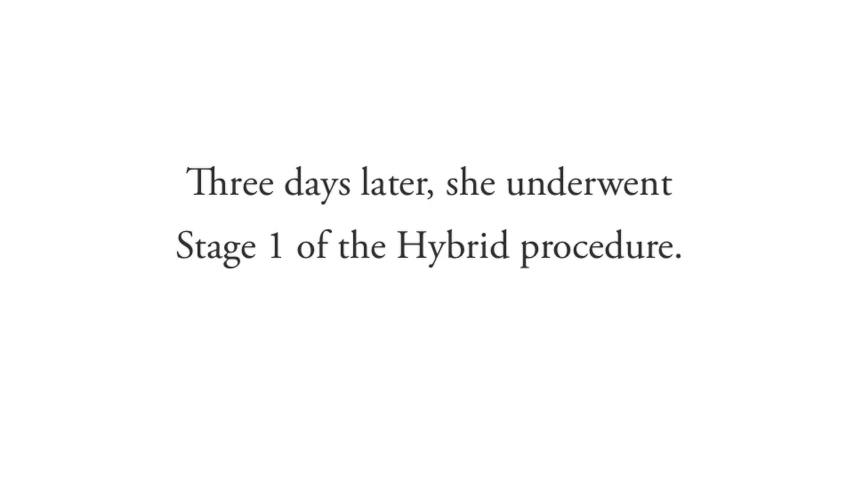 Three days later, she underwent
Stage 1 of the Hybrid procedure.